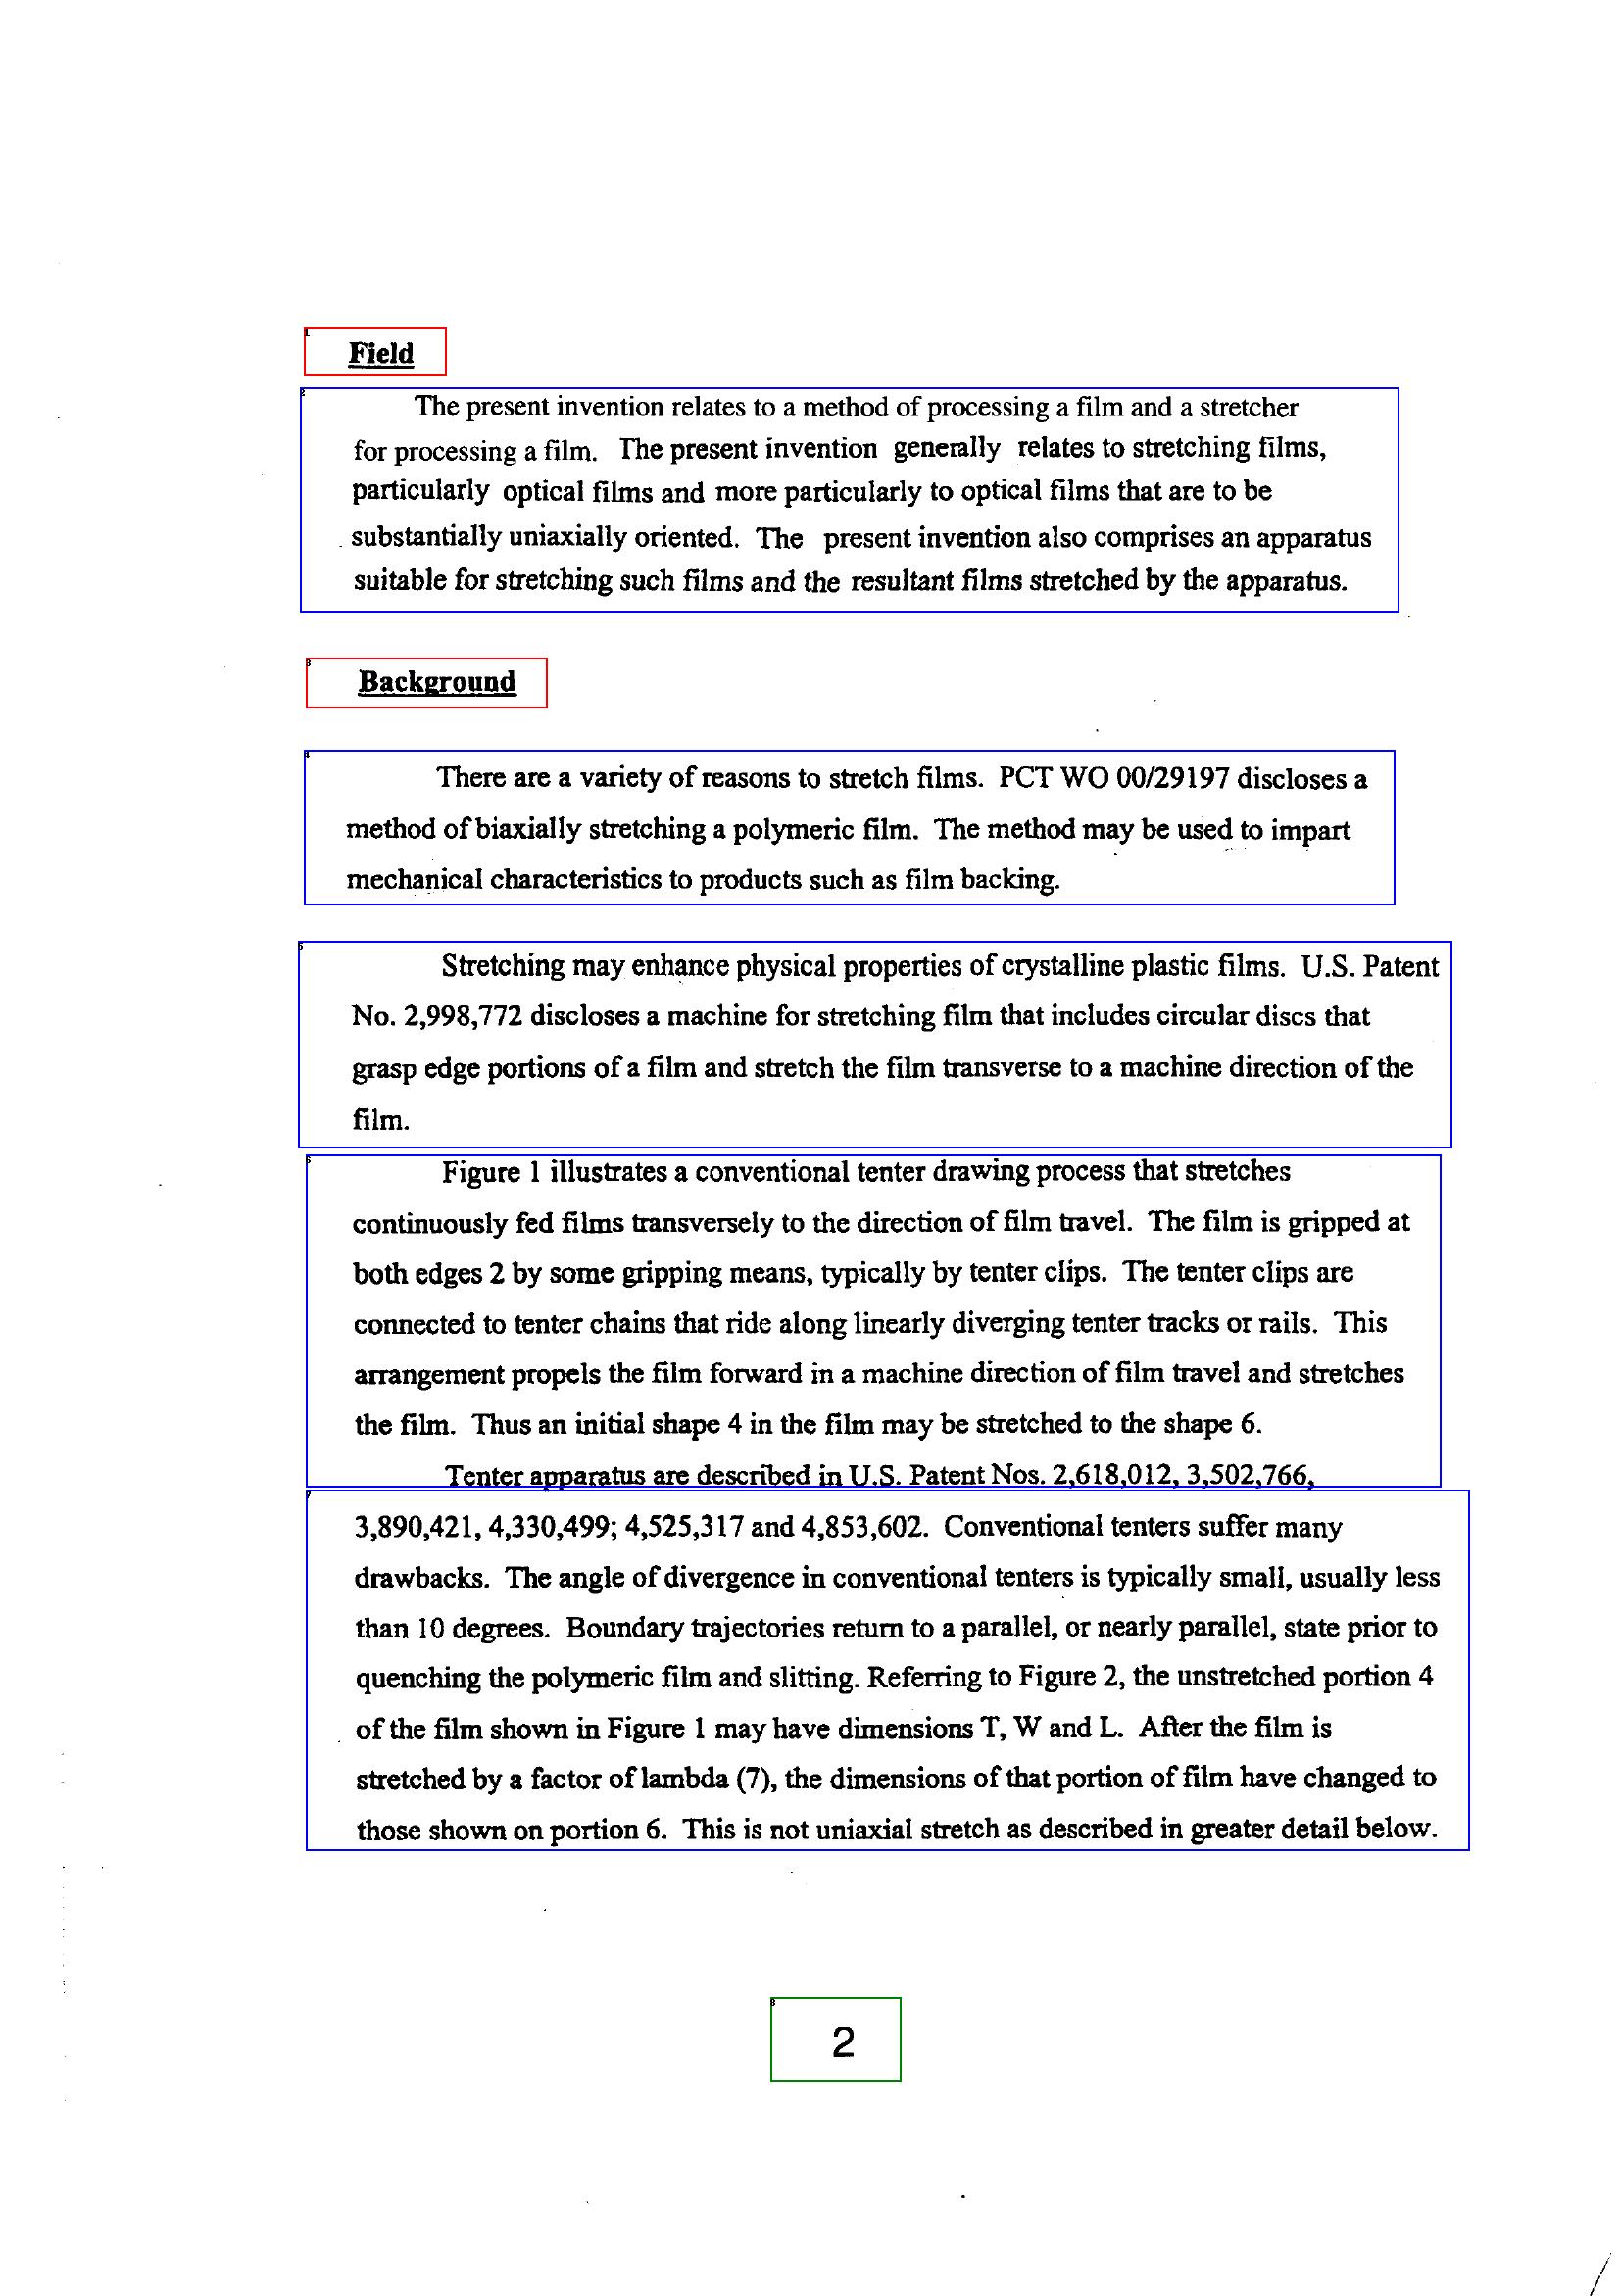 Field
The present invention relates to a method of processing a film and a stretcher
for processing a film. The present invention generally relates to stretching films,
particularly optical films and more particularly to optical films that are to be
substantially uniaxially oriented. The present invention also comprises an apparatus
suitable for stretching such films and the resultant films stretched by the apparatus.
Background
There are a variety of reasons to stretch films. PCT WO 00/29197 discloses a
method of biaxially stretching a polymeric film. The method may be used to impart
mechanical characteristics to products such as film backing.
Stretching may enhance physical properties of crystalline plastic films. U.S. Patent
No. 2,998,772 discloses a machine for stretching film that includes circular discs that
grasp edge portions of a film and stretch the film transverse to a machine direction of the
film.
Figure 1 illustrates a conventional tenter drawing process that stretches
continuously fed films transversely to the direction of film travel. The film is gripped at
both edges 2 by some gripping means, typically by tenter clips. The tenter clips are
connected to tenter chains that ride along linearly diverging tenter tracks or rails. This
arrangement propels the film forward in a machine direction of film travel and stretches
the film. Thus an initial shape 4 in the film may be stretched to the shape 6.
Tenter apparatus are described in U.S. Patent Nos. 2,618,012, 3,502,766,
3,890,421, 4,330,499; 4,525,317 and 4,853,602. Conventional tenters suffer many
drawbacks. The angle of divergence in conventional tenters is typically small, usually less
than 10 degrees. Boundary trajectories return to a parallel, or nearly parallel, state prior to
quenching the polymeric film and slitting. Referring to Figure 2, the unstretched portion 4
of the film shown in Figure 1 may have dimensions T, W and L. After the film is
stretched by a factor of lambda (7), the dimensions of that portion of film have changed to
those shown on portion 6. This is not uniaxial stretch as described in greater detail below.
2